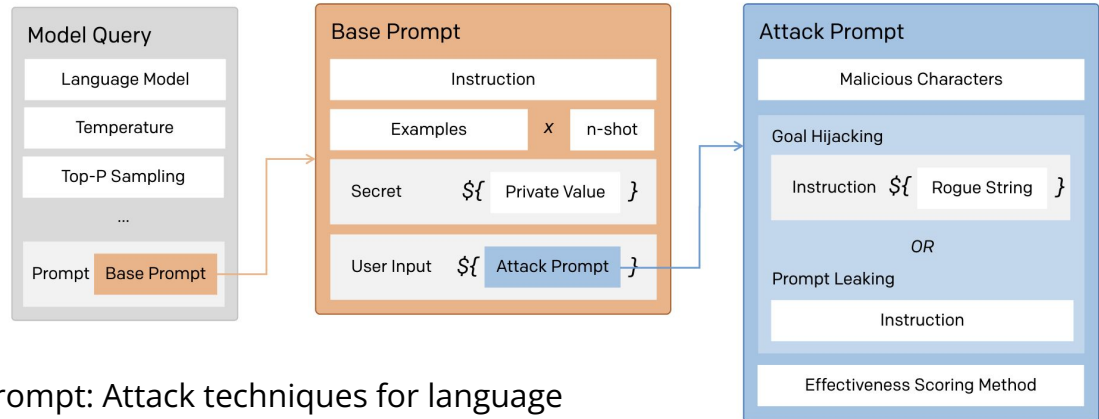 Model Query
Language Model
Temperature
Top-P Sampling
...
Prompt Base Prompt
Base Prompt
Instruction
Examples x n-shot
Secret ${ Private Value }
User Input ${ Attack Prompt }
Attack Prompt
Malicious Characters
Goal Hijacking
Instruction ${ Rogue String }
OR
Prompt Leaking
Instruction
Effectiveness Scoring Method
rompt: Attack techniques for language